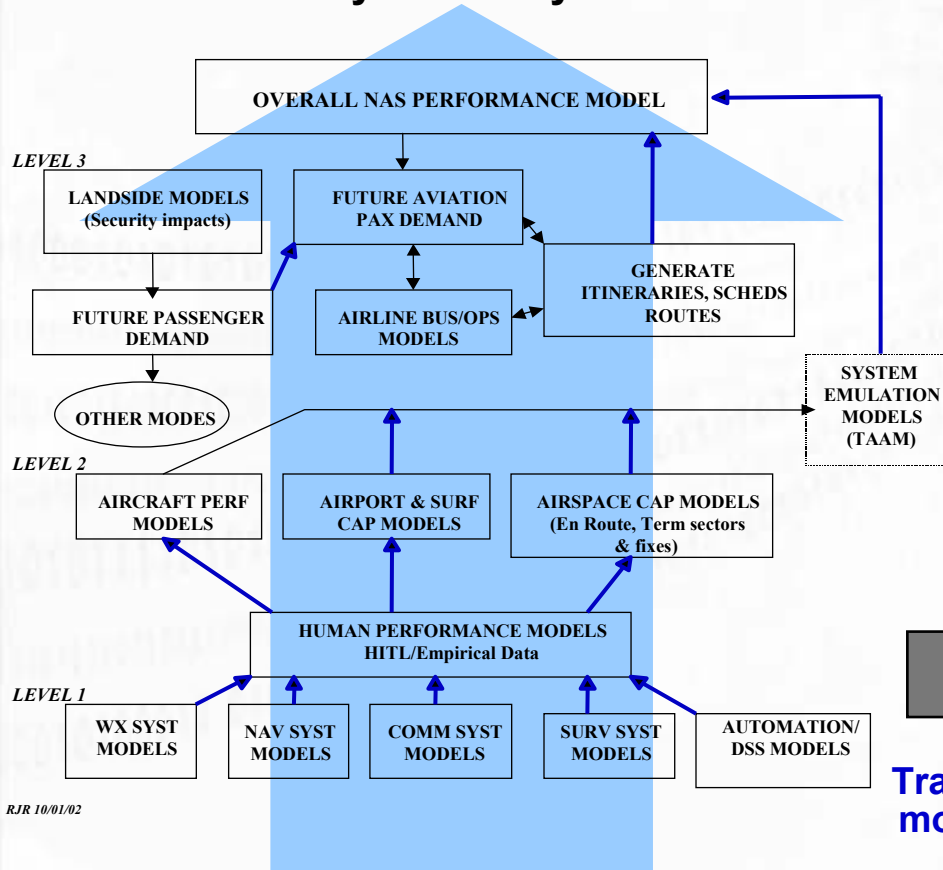 OVERALL NAS PERFORMANCE MODEL
LEVEL 3
LANDSIDE MODELS
(Security impacts)
FUTURE AVIATION
PAX DEMAND
GENERATE
ITINERARIES, SCHEDS
ROUTES
FUTURE PASSENGER
DEMAND
AIRLINE BUS/OPS
MODELS
SYSTEM
EMULATION
MODELS
(TAAM)
OTHER MODES
LEVEL 2
AIRCRAFT PERF
MODELS
AIRPORT & SURF
CAP MODELS
AIRSPACE CAP MODELS
(En Route, Term sectors
& fixes)
HUMAN PERFORMANCE MODELS
HITL/Empirical Data
LEVEL 1
WX SYST
MODELS
NAV SYST
MODELS
COMM SYST
MODELS
SURV SYST
MODELS
AUTOMATION/
DSS MODELS
Tra
mo
RJR 10/01/02